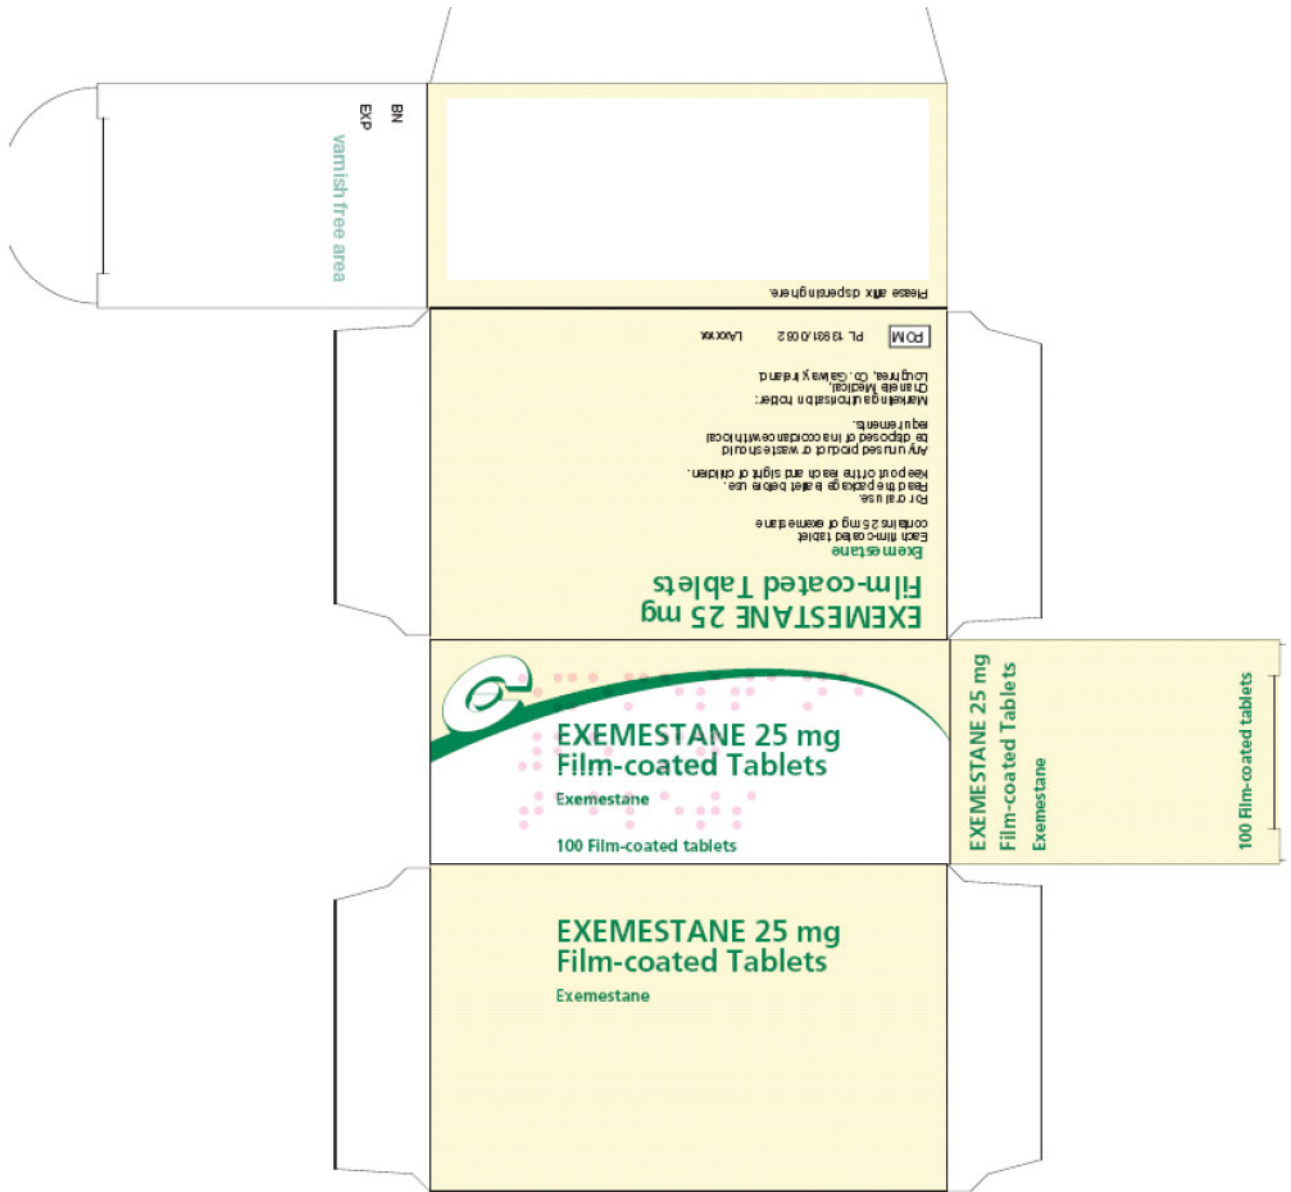 BN
EXP
varnish free area
Please affix dispensing here.
POM PL 13931/062 LAxxxx
Marketing authorisation holder:
Chanelle Medical,
Loughrea, Co. Galway, Ireland.
Any unused product or waste should
be disposed of in accordance with local
requirements.
For oral use.
Read the package leaflet before use.
Keep out of the reach and sight of children.
Each film-coated tablet
contains 25 mg of exemestane
Exemestane
EXEMESTANE 25 mg
Film-coated Tablets
EXEMESTANE 25 mg
Film-coated Tablets
Exemestane
100 Film-coated tablets
EXEMESTANE 25 mg
Film-coated Tablets
Exemestane
100 Film-coated tablets
EXEMESTANE 25 mg
Film-coated Tablets
Exemestane